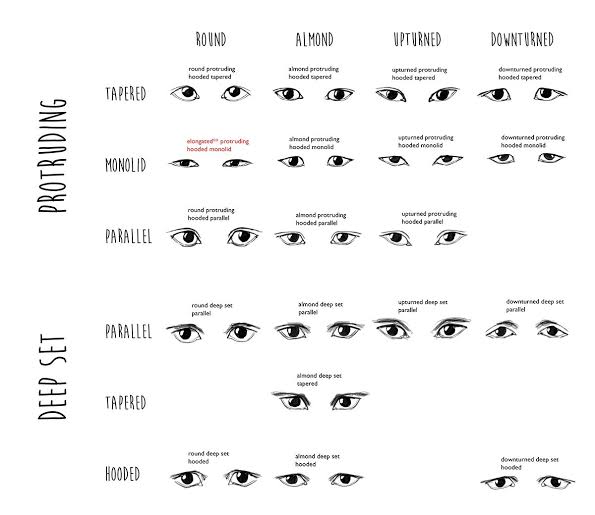 ROUND
ALMOND
UPTURNED
DOWNTURNED
PROTRUDING
TAPERED
round protruding
hooded tapered
almond protruding
hooded tapered
upturned protruding
hooded tapered
downturned protruding
hooded tapered
MONOLID
elongated*** protruding
hooded monolid
almond protruding
hooded monolid
upturned protruding
hooded monolid
downturned protruding
hooded monolid
PARALLEL
round protruding
hooded parallel
almond protruding
hooded parallel
upturned protruding
hooded parallel
DEEP SET
PARALLEL
round deep set
parallel
almond deep set
parallel
upturned deep set
parallel
downturned deep set
parallel
TAPERED
almond deep set
tapered
HOODED
round deep set
hooded
almond deep set
hooded
downturned deep set
hooded